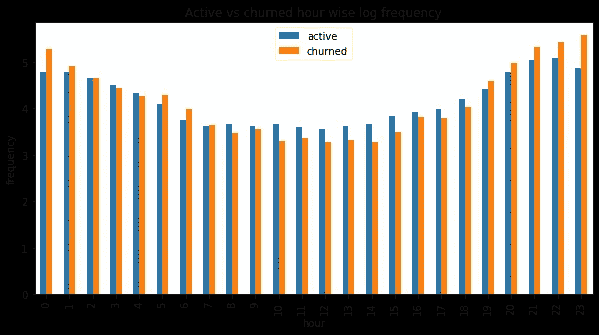 Active vs churned hour wise log frequency
active
churned
frequency
5
4
3
2
1
0
0 1 2 3 4 5 6 7 8 9 10 11 12 13 14 15 16 17 18 19 20 21 22 23
hour